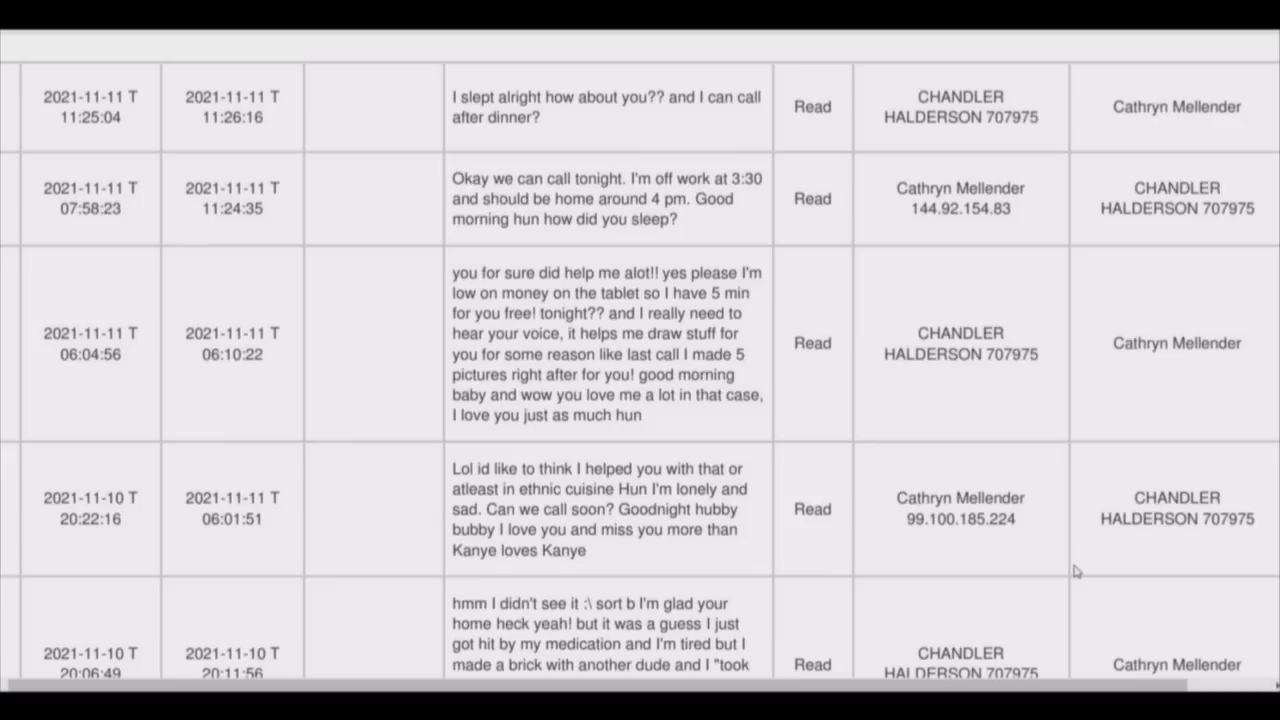 2021-11-11 T
11:25:04
2021-11-11 T
11:26:16
I slept alright how about you?? and I can call
after dinner?
Read
CHANDLER
HALDERSON 707975
Cathryn Mellender
2021-11-11 T
07:58:23
2021-11-11 T
11:24:35
Okay we can call tonight. I'm off work at 3:30
and should be home around 4 pm. Good
morning hun how did you sleep?
Read
Cathryn Mellender
144.92.154.83
CHANDLER
HALDERSON 707975
2021-11-11 T
06:04:56
2021-11-11 T
06:10:22
you for sure did help me alot!! yes please I'm
low on money on the tablet so I have 5 min
for you free! tonight?? and I really need to
hear your voice, it helps me draw stuff for
you for some reason like last call I made 5
pictures right after for you! good morning
baby and wow you love me a lot in that case,
I love you just as much hun
Read
CHANDLER
HALDERSON 707975
Cathryn Mellender
2021-11-10 T
20:22:16
2021-11-11 T
06:01:51
Lol id like to think I helped you with that or
atleast in ethnic cuisine Hun I'm lonely and
sad. Can we call soon? Goodnight hubby
bubby I love you and miss you more than
Kanye loves Kanye
Read
Cathryn Mellender
99.100.185.224
CHANDLER
HALDERSON 707975
2021-11-10 T
20:06:49
2021-11-10 T
20:11:56
hmm I didn't see it :\ sort b I'm glad your
home heck yeah! but it was a guess I just
got hit by my medication and I'm tired but I
made a brick with another dude and I "took
Read
CHANDLER
HALDERSON 707975
Cathryn Mellender